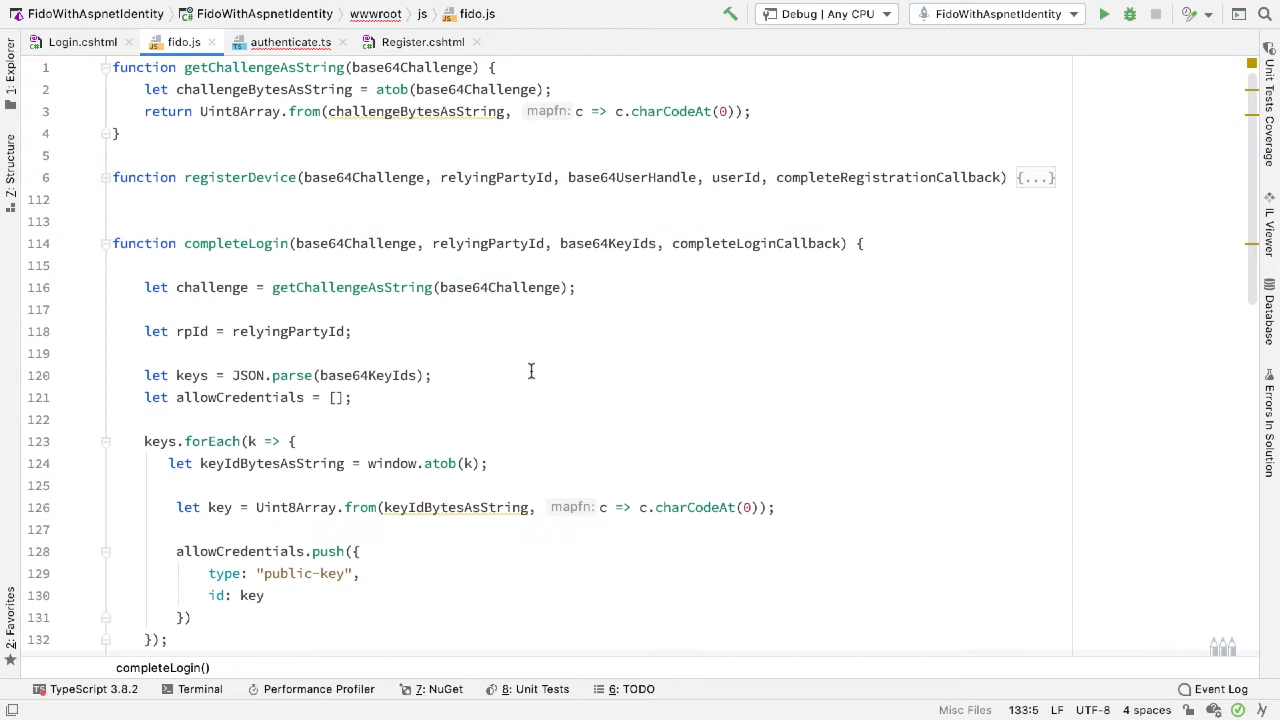 FidoWithAspnetIdentity FidoWithAspnetIdentity wwwroot js fido.js Debug | Any CPU FidoWithAspnetIdentity
Login.cshtml fido.js authenticate.ts Register.cshtml
1: Explorer
Z: Structure
2: Favorites
1 function getChallengeAsString(base64Challenge) {
2 let challengeBytesAsString = atob(base64Challenge);
3 return Uint8Array.from(challengeBytesAsString, mapfn: c => c.charCodeAt(0));
4 }
5
6 function registerDevice(base64Challenge, relyingPartyId, base64UserHandle, userId, completeRegistrationCallback) {...}
112
113
114 function completeLogin(base64Challenge, relyingPartyId, base64KeyIds, completeLoginCallback) {
115
116 let challenge = getChallengeAsString(base64Challenge);
117
118 let rpId = relyingPartyId;
119
120 let keys = JSON.parse(base64KeyIds);
121 let allowCredentials = [];
122
123 keys.forEach(k => {
124 let keyIdBytesAsString = window.atob(k);
125
126 let key = Uint8Array.from(keyIdBytesAsString, mapfn: c => c.charCodeAt(0));
127
128 allowCredentials.push({
129 type: "public-key",
130 id: key
131 })
132 });
Unit Tests Coverage
IL Viewer
Database
Errors In Solution
completeLogin()
TypeScript 3.8.2 Terminal Performance Profiler 7: NuGet 8: Unit Tests 6: TODO Event Log
Misc Files 133:5 LF UTF-8 4 spaces